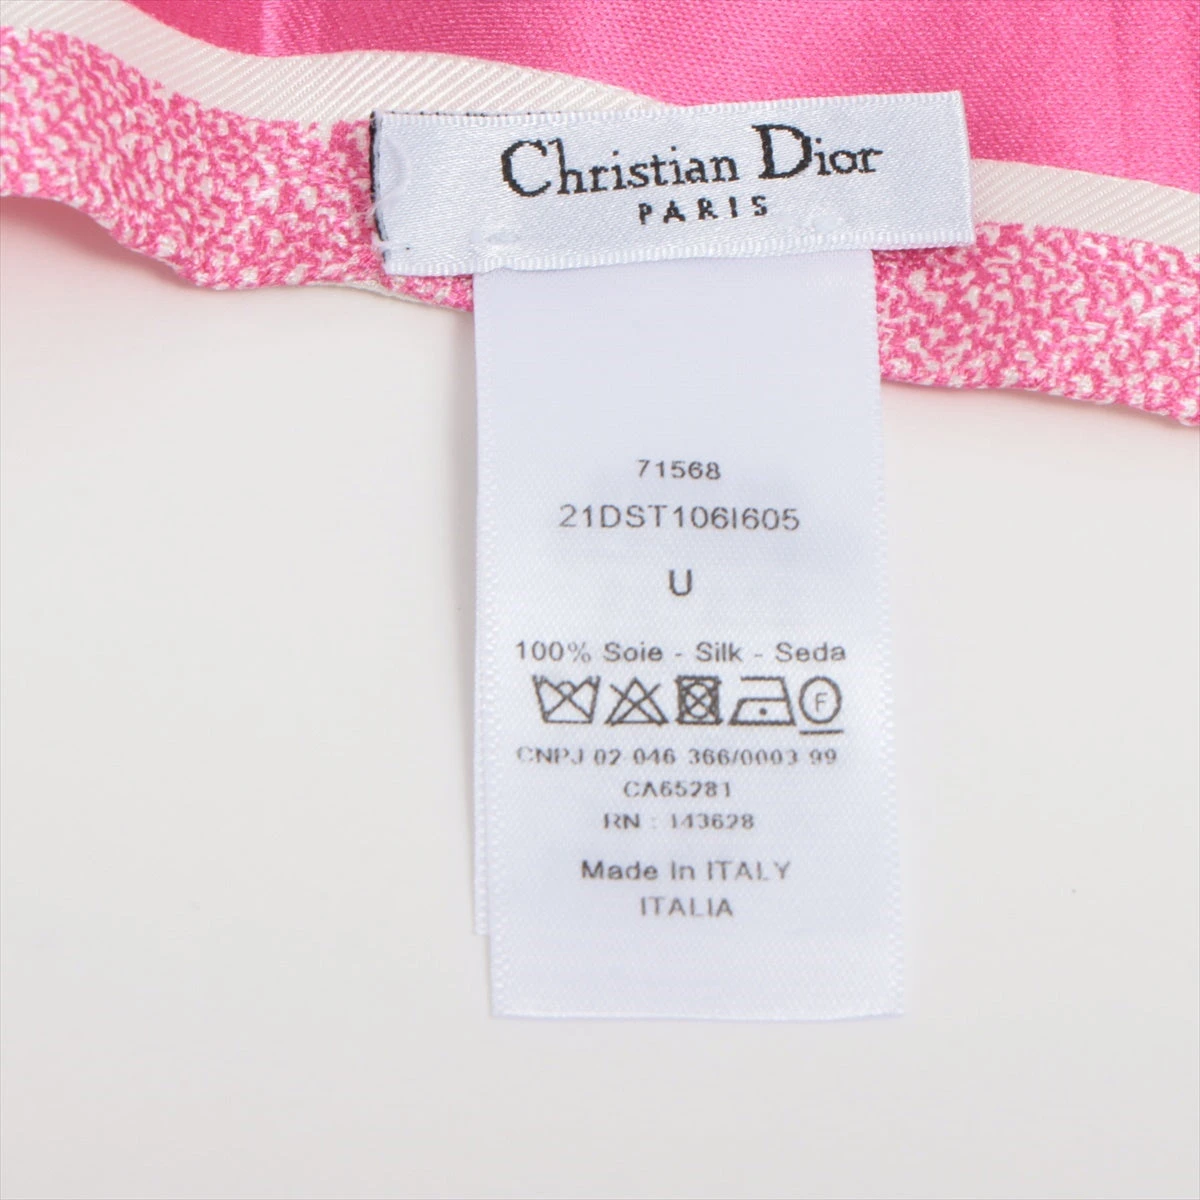 Christian Dior
PARIS
71568
21DST106I605
U
100% Soie - Silk - Seda
F
CNPJ 02 046 366/0003 99
CA65281
RN : 143628
Made In ITALY
ITALIA